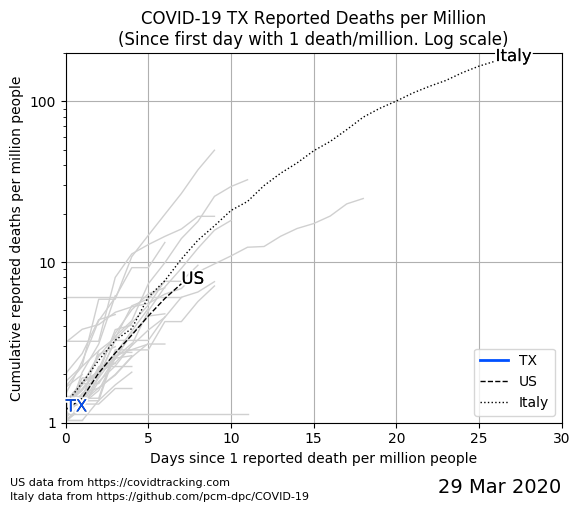 COVID-19 TX Reported Deaths per Million
(Since first day with 1 death/million. Log scale)
Cumulative reported deaths per million people
100
10
1
Italy
US
TX
TX
US
Italy
0
5
10
15
20
25
30
Days since 1 reported death per million people
US data from https://covidtracking.com
Italy data from https://github.com/pcm-dpc/COVID-19
29 Mar 2020